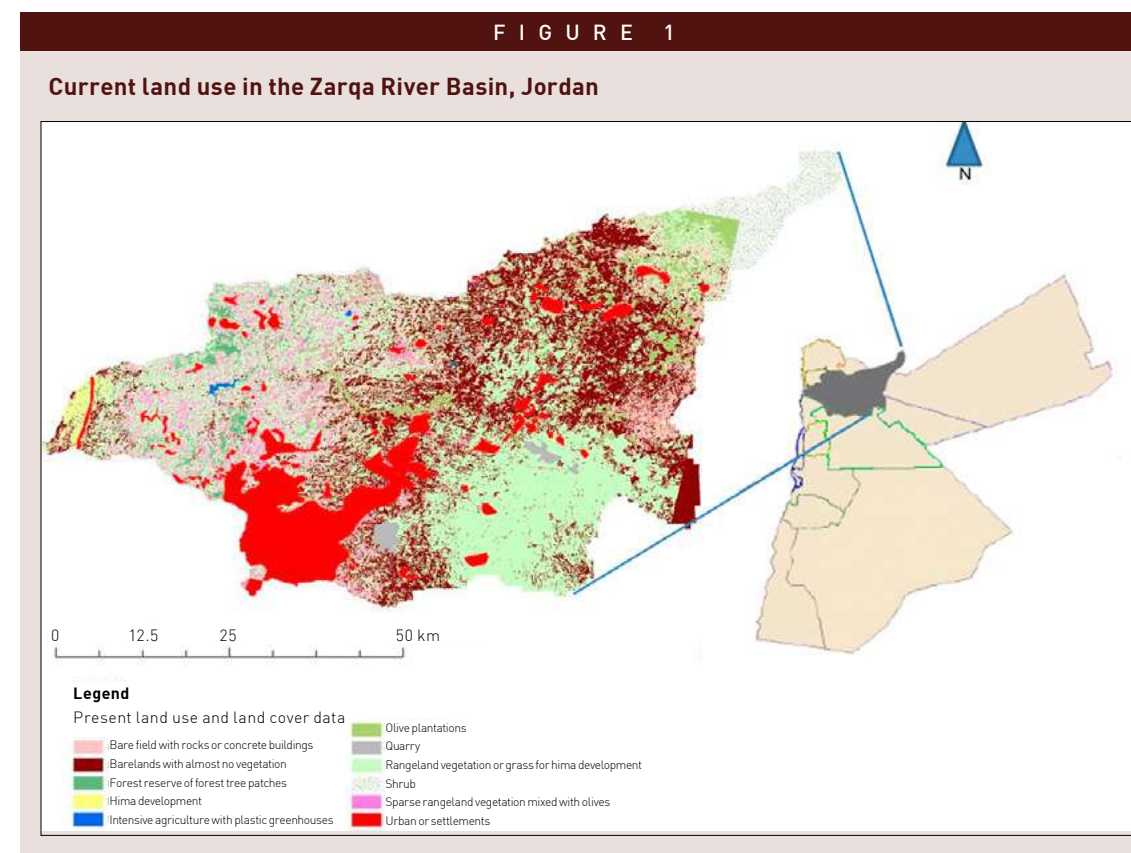 FIGURE 1
Current land use in the Zarqa River Basin, Jordan
N
0 12.5 25 50 km
Legend
Present land use and land cover data
Bare field with rocks or concrete buildings
Barelands with almost no vegetation
Forest reserve of forest tree patches
Hima development
Intensive agriculture with plastic greenhouses
Olive plantations
Quarry
Rangeland vegetation or grass for hima development
Shrub
Sparse rangeland vegetation mixed with olives
Urban or settlements